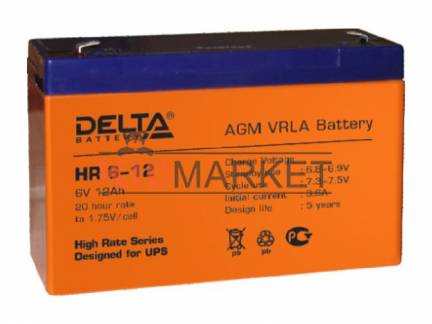 DELTA
BATTERY
HR 6-12
6V 12Ah
20 hour rate
to 1.75V/cell
High Rate Series
Designed for UPS
AGM VRLA Battery
Charge Voltage
Standby use 6.8-6.9V
Cycle use 7.3-7.5V
Initial current 3.6A
Design life : 5 years
Pb
MARKET